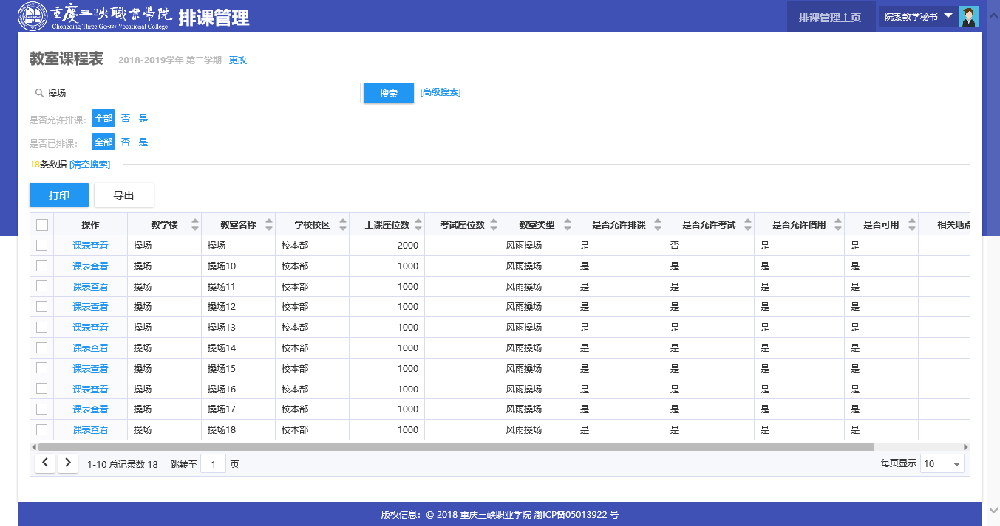 重庆三峡职业学院 排课管理 排课管理主页 院系教学秘书
Chongqing Three Gorges Vocational College
教室课程表 2018-2019学年 第二学期 更改
操场 搜索 [高级搜索]
是否允许排课: 全部 否 是
是否已排课: 全部 否 是
18条数据 [清空搜索]
打印 导出
操作 教学楼 教室名称 学校校区 上课座位数 考试座位数 教室类型 是否允许排课 是否允许考试 是否允许借用 是否可用 相关地点
课表查看 操场 操场 校本部 2000 风雨操场 是 否 是 是
课表查看 操场 操场10 校本部 1000 风雨操场 是 是 是 是
课表查看 操场 操场11 校本部 1000 风雨操场 是 是 是 是
课表查看 操场 操场12 校本部 1000 风雨操场 是 是 是 是
课表查看 操场 操场13 校本部 1000 风雨操场 是 是 是 是
课表查看 操场 操场14 校本部 1000 风雨操场 是 是 是 是
课表查看 操场 操场15 校本部 1000 风雨操场 是 是 是 是
课表查看 操场 操场16 校本部 1000 风雨操场 是 是 是 是
课表查看 操场 操场17 校本部 1000 风雨操场 是 是 是 是
课表查看 操场 操场18 校本部 1000 风雨操场 是 是 是 是
1-10 总记录数 18 跳转至 1 页 每页显示 10
版权信息: © 2018 重庆三峡职业学院 渝ICP备05013922 号